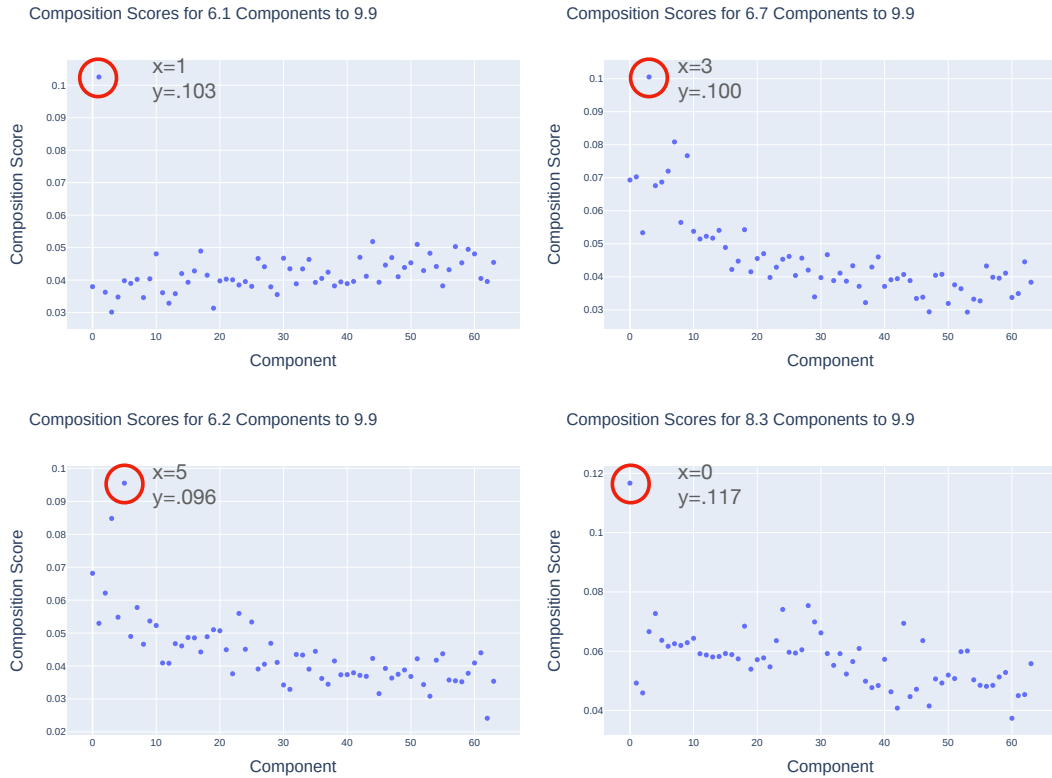 Composition Scores for 6.1 Components to 9.9
x=1
y=.103
0.1
0.09
0.08
0.07
0.06
0.05
0.04
0.03
Composition Score
0 10 20 30 40 50 60
Component
Composition Scores for 6.7 Components to 9.9
x=3
y=.100
0.1
0.09
0.08
0.07
0.06
0.05
0.04
0.03
Composition Score
0 10 20 30 40 50 60
Component
Composition Scores for 6.2 Components to 9.9
x=5
y=.096
0.1
0.09
0.08
0.07
0.06
0.05
0.04
0.03
0.02
Composition Score
0 10 20 30 40 50 60
Component
Composition Scores for 8.3 Components to 9.9
x=0
y=.117
0.12
0.1
0.08
0.06
0.04
Composition Score
0 10 20 30 40 50 60
Component